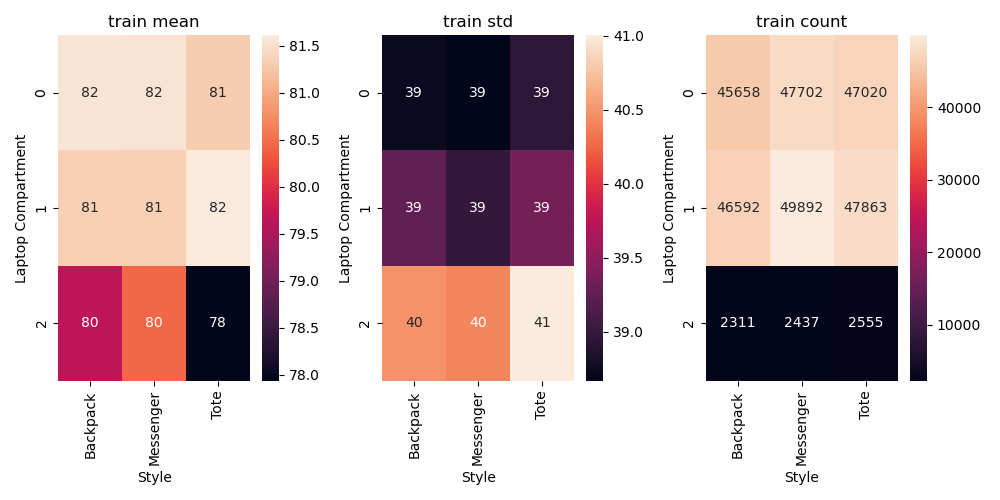 train mean
train std
train count
82 82 81
81 81 82
80 80 78
81.5
81.0
80.5
80.0
79.5
79.0
78.5
78.0
0
1
2
Laptop Compartment
Backpack
Messenger
Tote
Style
39 39 39
39 39 39
40 40 41
41.0
40.5
40.0
39.5
39.0
0
1
2
Laptop Compartment
Backpack
Messenger
Tote
Style
45658 47702 47020
46592 49892 47863
2311 2437 2555
40000
30000
20000
10000
0
1
2
Laptop Compartment
Backpack
Messenger
Tote
Style